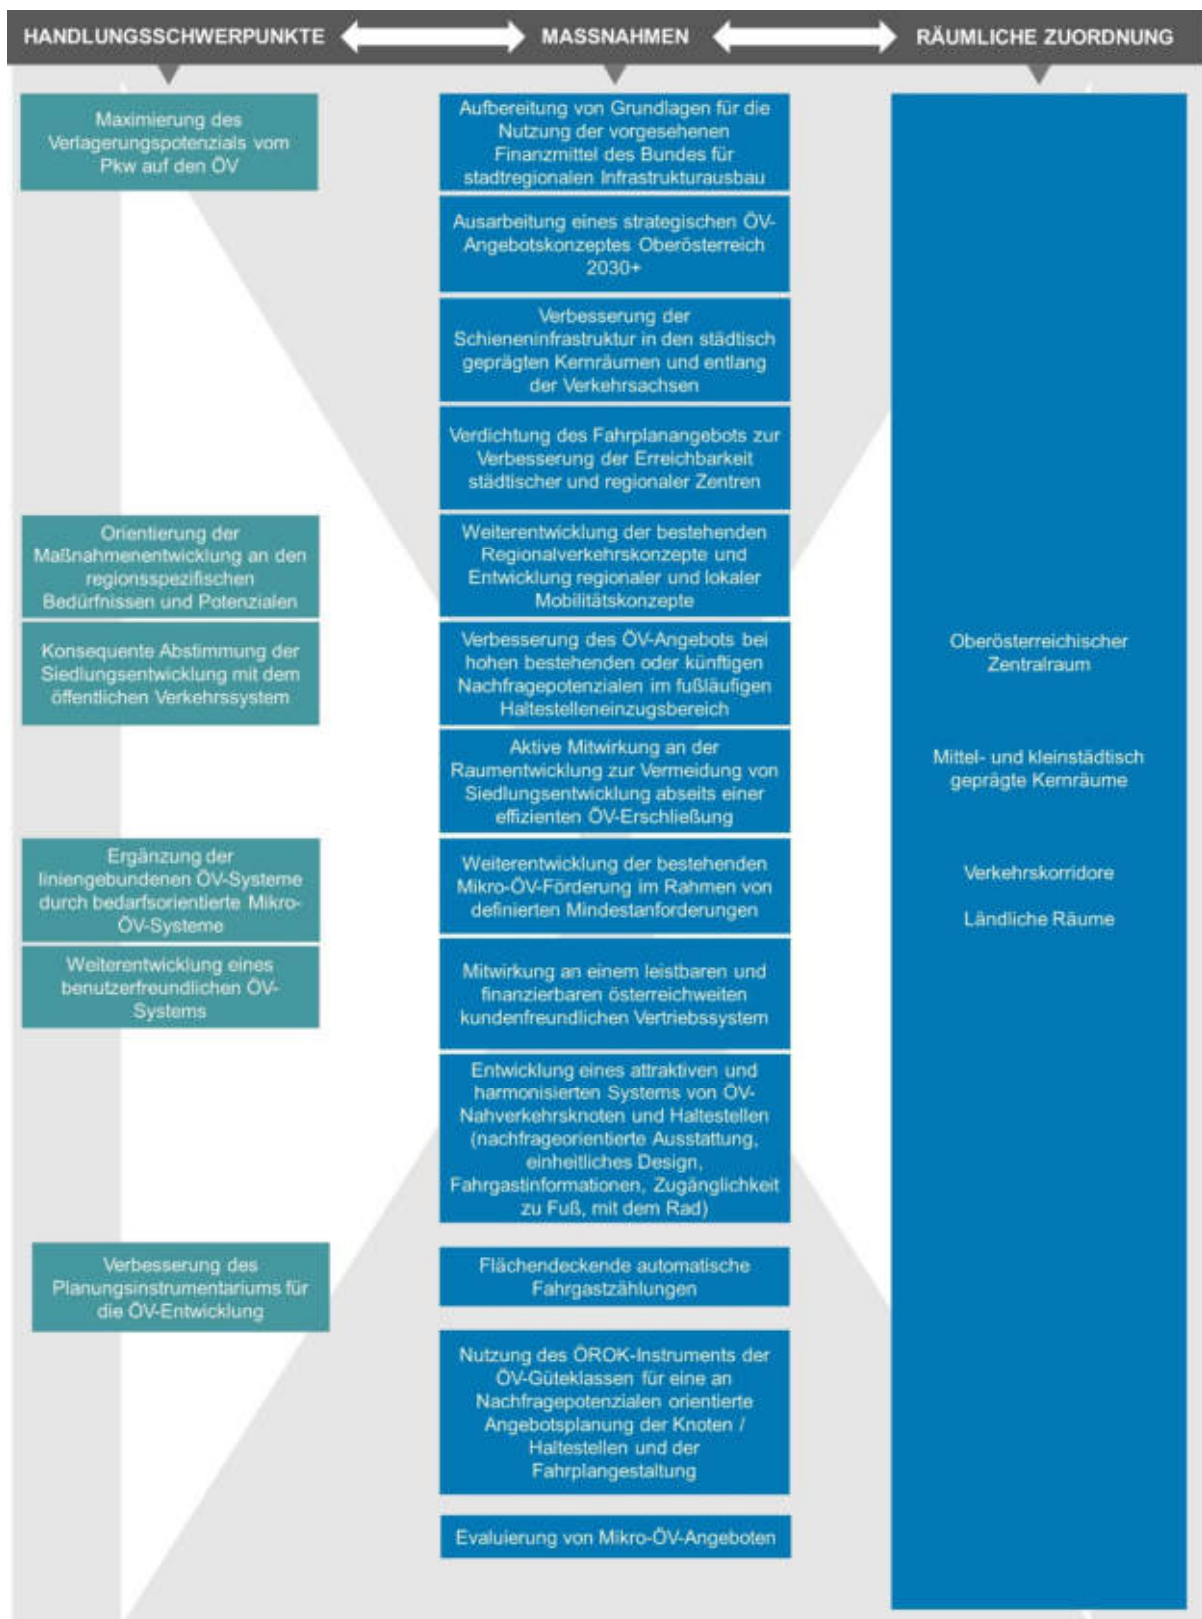 HANDLUNGSSCHWERPUNKTE
MASSNAHMEN
RÄUMLICHE ZUORDNUNG
Maximierung des
Verlagerungspotenzials vom
Pkw auf den ÖV
Orientierung der
Maßnahmenentwicklung an den
regionsspezifischen
Bedürfnissen und Potenzialen
Konsequente Abstimmung der
Siedlungsentwicklung mit dem
öffentlichen Verkehrssystem
Ergänzung der
liniengebundenen ÖV-Systeme
durch bedarfsorientierte Mikro-
ÖV-Systeme
Weiterentwicklung eines
benutzerfreundlichen ÖV-
Systems
Verbesserung des
Planungsinstrumentariums für
die ÖV-Entwicklung
Aufbereitung von Grundlagen für die
Nutzung der vorgesehenen
Finanzmittel des Bundes für
stadtregionalen Infrastrukturausbau
Ausarbeitung eines strategischen ÖV-
Angebotskonzeptes Oberösterreich
2030+
Verbesserung der
Schieneninfrastruktur in den städtisch
geprägten Kernräumen und entlang
der Verkehrsachsen
Verdichtung des Fahrplanangebots zur
Verbesserung der Erreichbarkeit
städtischer und regionaler Zentren
Weiterentwicklung der bestehenden
Regionalverkehrskonzepte und
Entwicklung regionaler und lokaler
Mobilitätskonzepte
Verbesserung des ÖV-Angebots bei
hohen bestehenden oder künftigen
Nachfragepotenzialen im fußläufigen
Haltestelleneinzugsbereich
Aktive Mitwirkung an der
Raumentwicklung zur Vermeidung von
Siedlungsentwicklung abseits einer
effizienten ÖV-Erschließung
Weiterentwicklung der bestehenden
Mikro-ÖV-Förderung im Rahmen von
definierten Mindestanforderungen
Mitwirkung an einem leistbaren und
finanzierbaren österreichweiten
kundenfreundlichen Vertriebssystem
Entwicklung eines attraktiven und
harmonisierten Systems von ÖV-
Nahverkehrsknoten und Haltestellen
(nachfrageorientierte Ausstattung,
einheitliches Design,
Fahrgastinformationen, Zugänglichkeit
zu Fuß, mit dem Rad)
Flächendeckende automatische
Fahrgastzählungen
Nutzung des ÖROK-Instruments der
ÖV-Güteklassen für eine an
Nachfragepotenzialen orientierte
Angebotsplanung der Knoten /
Haltestellen und der
Fahrplangestaltung
Evaluierung von Mikro-ÖV-Angeboten
Oberösterreichischer
Zentralraum
Mittel- und kleinstädtisch
geprägte Kernräume
Verkehrskorridore
Ländliche Räume